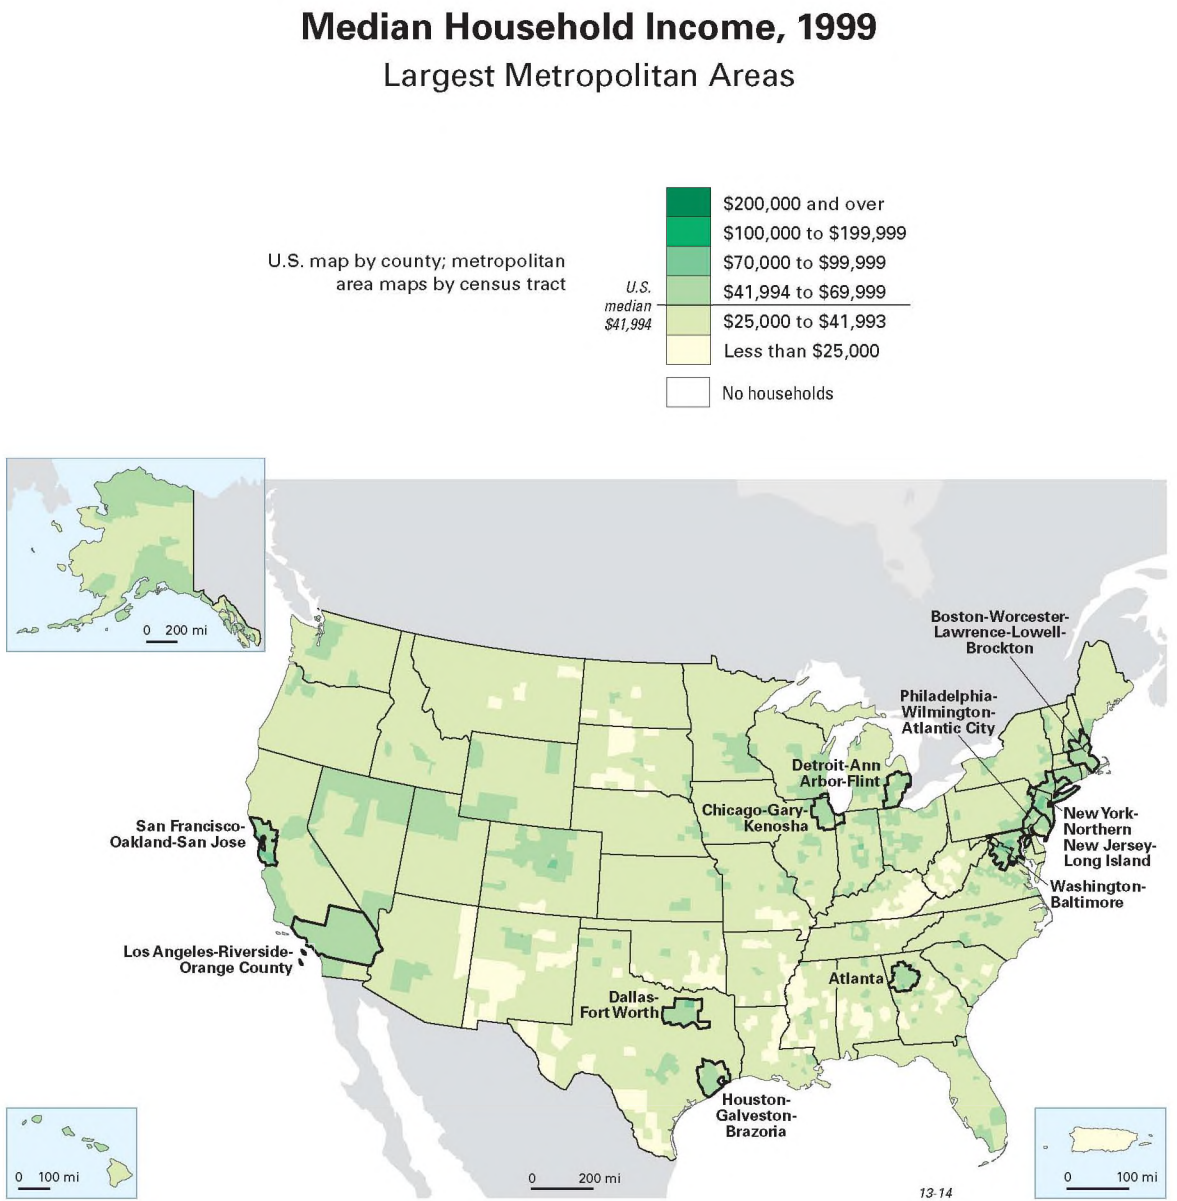 Median Household Income, 1999
Largest Metropolitan Areas
U.S. map by county; metropolitan
area maps by census tract
U.S.
median
$41,994
$200,000 and over
$100,000 to $199,999
$70,000 to $99,999
$41,994 to $69,999
$25,000 to $41,993
Less than $25,000
No households
0 200 mi
Boston-Worcester-
Lawrence-Lowell-
Brockton
Philadelphia-
Wilmington-
Atlantic City
Detroit-Ann
Arbor-Flint
Chicago-Gary-
Kenosha
San Francisco-
Oakland-San Jose
New York-
Northern
New Jersey-
Long Island
Washington-
Baltimore
Los Angeles-Riverside-
Orange County
Atlanta
Dallas-
Fort Worth
Houston-
Galveston-
Brazoria
0 100 mi
0 200 mi
0 100 mi
13-14